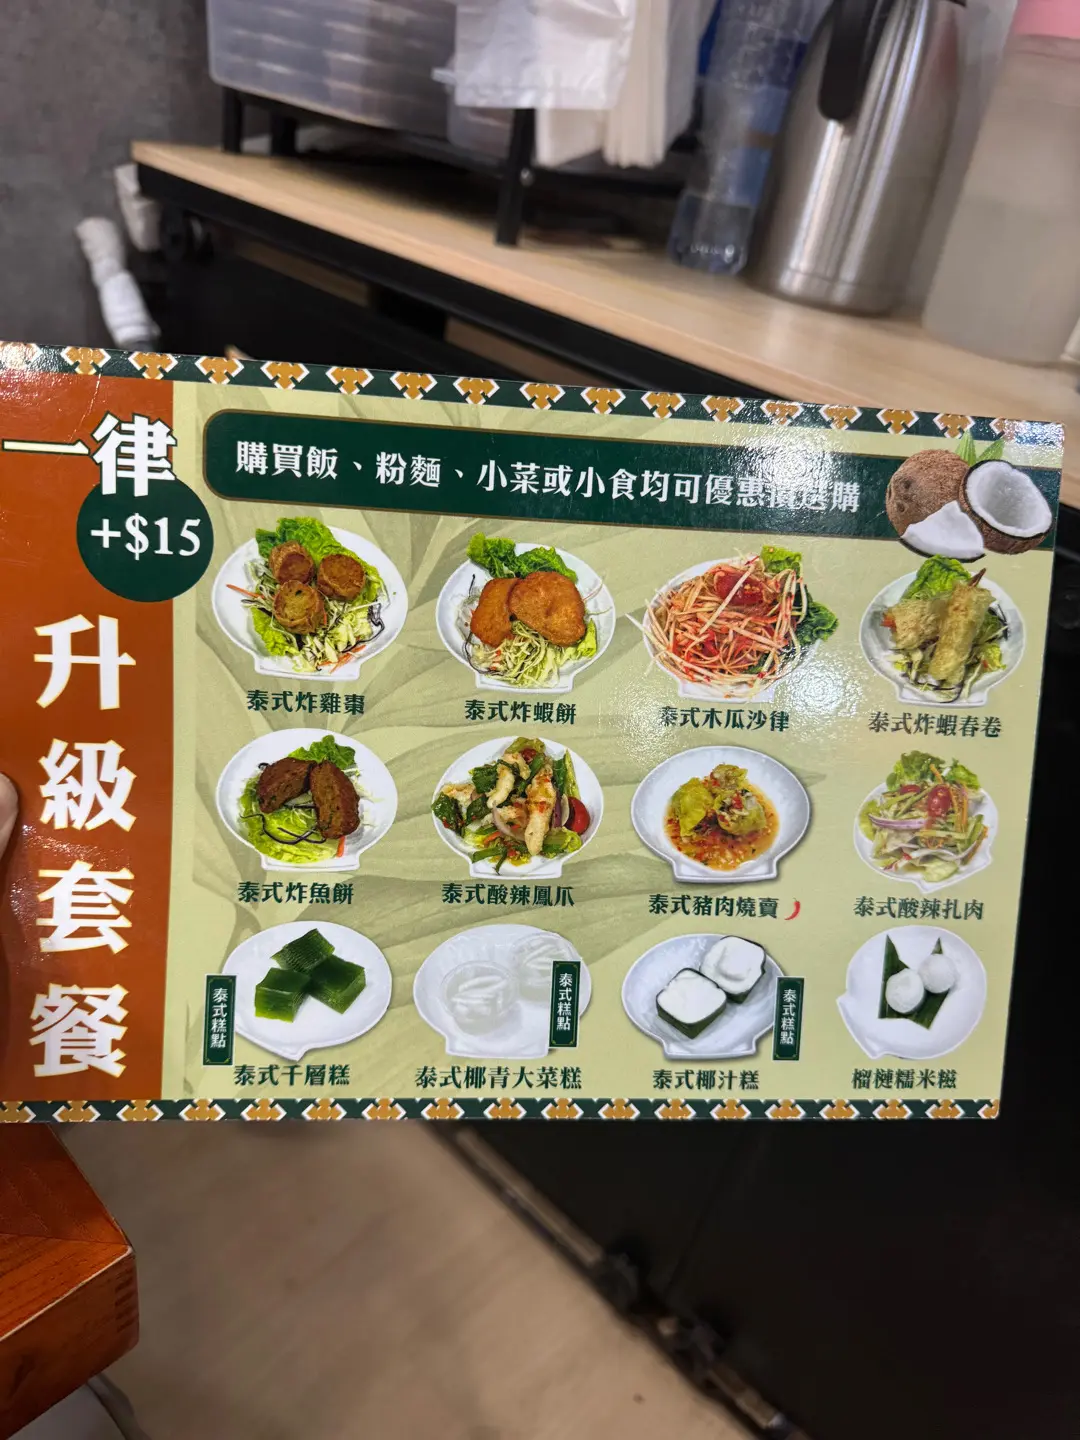 一律
+$15
升級套餐
購買飯、粉麵、小菜或小食均可優惠價選購
泰式炸雞棗
泰式炸蝦餅
泰式木瓜沙律
泰式炸蝦春卷
泰式炸魚餅
泰式酸辣鳳爪
泰式豬肉燒賣
泰式酸辣扎肉
泰式糕點
泰式千層糕
泰式糕點
泰式椰青大菜糕
泰式糕點
泰式椰汁糕
榴槤糯米糍